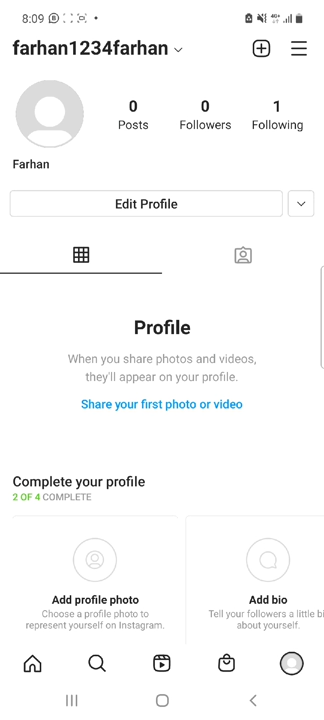 8:09
4G+
farhan1234farhan
0 0 1
Posts Followers Following
Farhan
Edit Profile
Profile
When you share photos and videos,
they'll appear on your profile.
Share your first photo or video
Complete your profile
2 OF 4 COMPLETE
Add profile photo
Choose a profile photo to
represent yourself on Instagram.
Add bio
Tell your followers a little bi
about yourself.